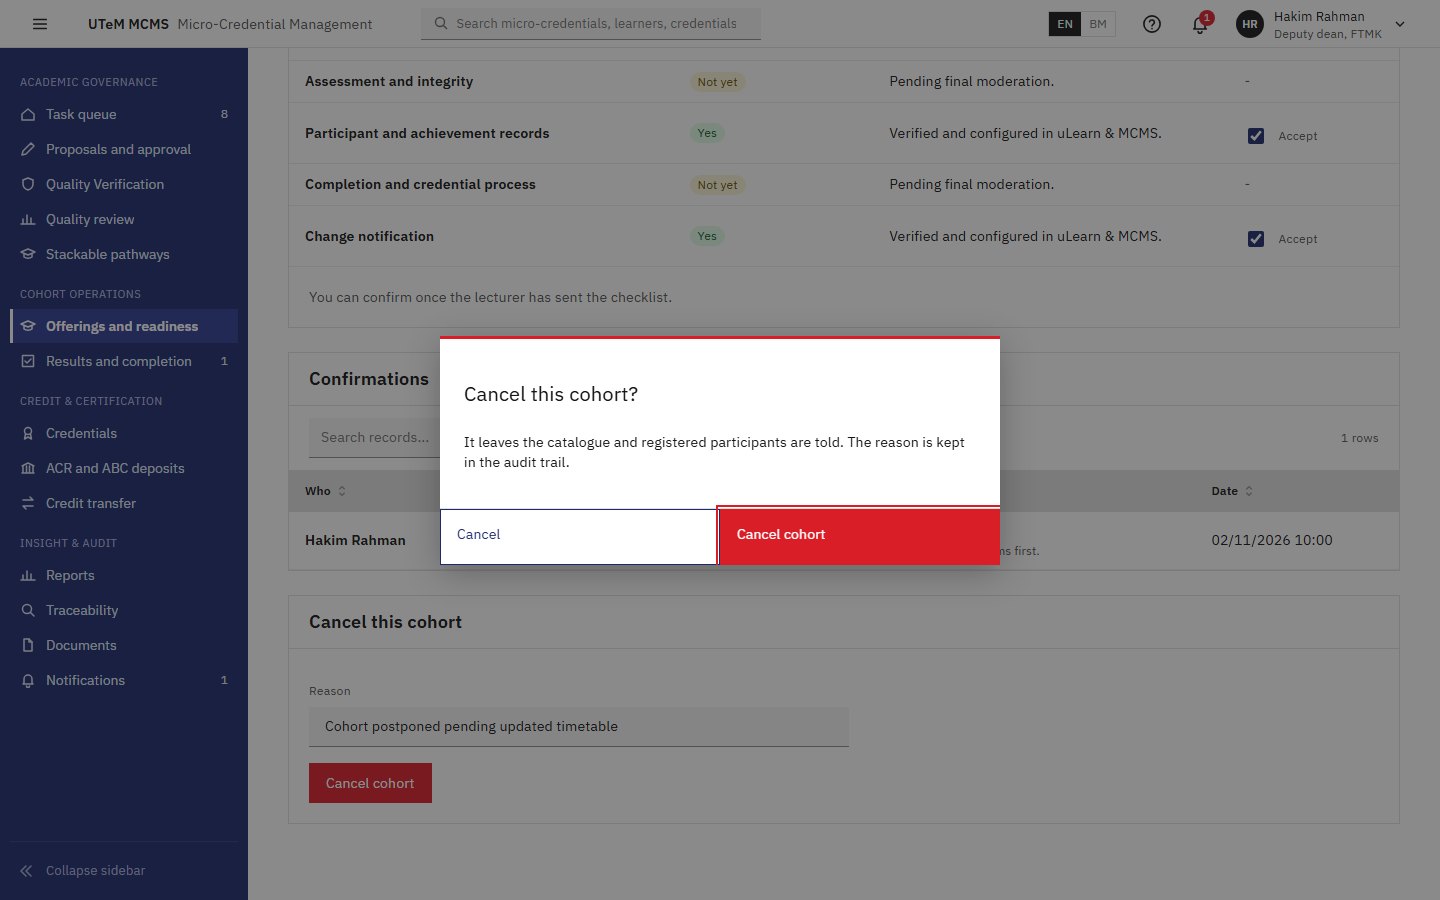 UTeM MCMS Micro-Credential Management
Search micro-credentials, learners, credentials
EN BM
1
HR
Hakim Rahman
Deputy dean, FTMK
ACADEMIC GOVERNANCE
Task queue 8
Proposals and approval
Quality Verification
Quality review
Stackable pathways
COHORT OPERATIONS
Offerings and readiness
Results and completion 1
CREDIT & CERTIFICATION
Credentials
ACR and ABC deposits
Credit transfer
INSIGHT & AUDIT
Reports
Traceability
Documents
Notifications 1
Collapse sidebar
Assessment and integrity Not yet Pending final moderation. -
Participant and achievement records Yes Verified and configured in uLearn & MCMS. Accept
Completion and credential process Not yet Pending final moderation. -
Change notification Yes Verified and configured in uLearn & MCMS. Accept
You can confirm once the lecturer has sent the checklist.
Confirmations
Search records... 1 rows
Who Date
Hakim Rahman 02/11/2026 10:00
first.
Cancel this cohort?
It leaves the catalogue and registered participants are told. The reason is kept
in the audit trail.
Cancel Cancel cohort
Cancel this cohort
Reason
Cohort postponed pending updated timetable
Cancel cohort